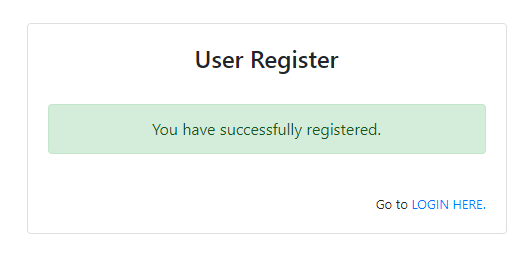 User Register
You have successfully registered.
Go to LOGIN HERE.